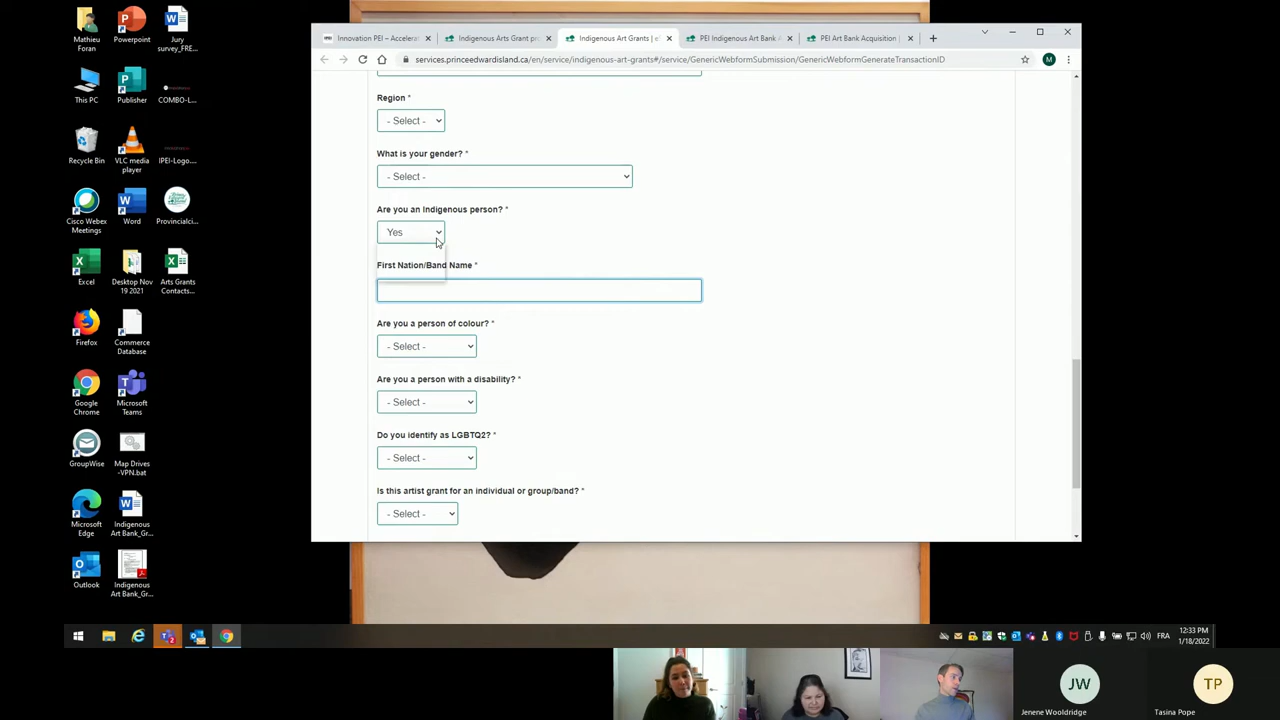 Mathieu Foran
Powerpoint
Jury survey_FRE...
This PC
Publisher
COMBO-L...
Recycle Bin
VLC media player
IPEI-Logo....
Cisco Webex Meetings
Word
Provincialci...
Excel
Desktop Nov 19 2021
Arts Grants Contacts...
Firefox
Commerce Database
Google Chrome
Microsoft Teams
GroupWise
Map Drives -VPN.bat
Microsoft Edge
Indigenous Art Bank_Gr...
Outlook
Indigenous Art Bank_Gr...
Innovation PEI – Accelera
Indigenous Arts Grant pro
Indigenous Art Grants | e
PEI Indigenous Art Bank A
PEI Art Bank Acquisition |
services.princeedwardisland.ca/en/service/indigenous-art-grants#/service/GenericWebformSubmission/GenericWebformGenerateTransactionID
M
Region *
- Select -
What is your gender? *
- Select -
Are you an Indigenous person? *
Yes
First Nation/Band Name *
Are you a person of colour? *
- Select -
Are you a person with a disability? *
- Select -
Do you identify as LGBTQ2? *
- Select -
Is this artist grant for an individual or group/band? *
- Select -
FRA
12:33 PM
1/18/2022
JW
Jenene Wooldridge
TP
Tasina Pope